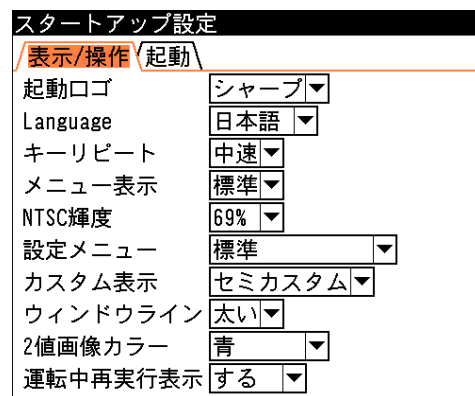 スタートアップ設定
表示/操作 起動
起動ロゴ シャープ
Language 日本語
キーリピート 中速
メニュー表示 標準
NTSC輝度 69%
設定メニュー 標準
カスタム表示 セミカスタム
ウィンドウライン 太い
2値画像カラー 青
運転中再実行表示 する